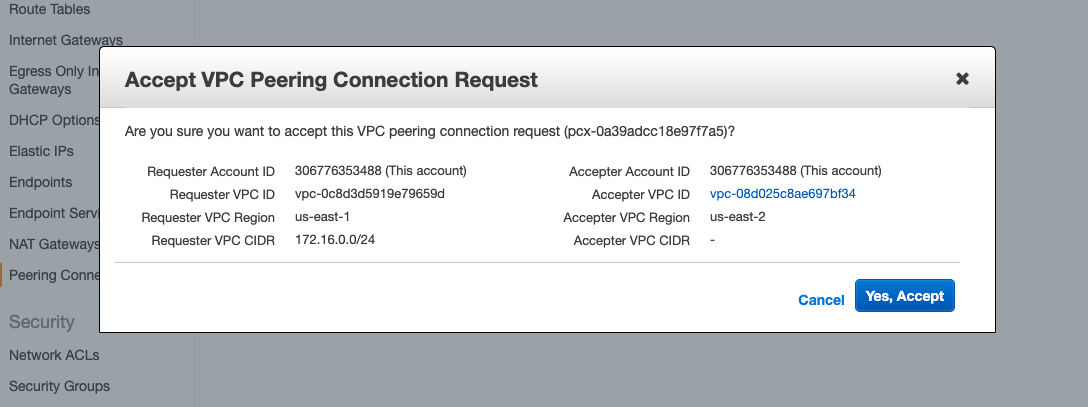 Route Tables
Internet Gateways
Egress Only In
Gateways
DHCP Options
Elastic IPs
Endpoints
Endpoint Servi
NAT Gateways
Peering Conne
Security
Network ACLs
Security Groups
Accept VPC Peering Connection Request
Are you sure you want to accept this VPC peering connection request (pcx-0a39adcc18e97f7a5)?
Requester Account ID 306776353488 (This account) Accepter Account ID 306776353488 (This account)
Requester VPC ID vpc-0c8d3d5919e79659d Accepter VPC ID vpc-08d025c8ae697bf34
Requester VPC Region us-east-1 Accepter VPC Region us-east-2
Requester VPC CIDR 172.16.0.0/24 Accepter VPC CIDR -
Cancel Yes, Accept